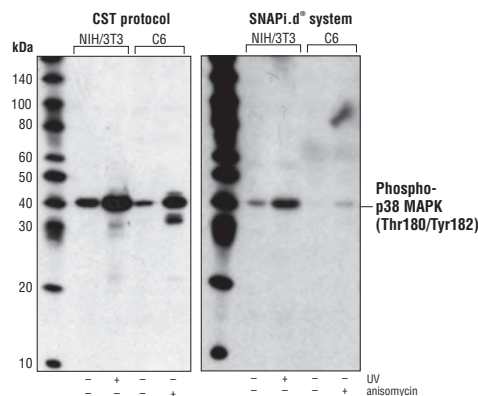 CST protocol
SNAPi.d® system
NIH/3T3 C6
NIH/3T3 C6
kDa
140
100
80
60
50
40
30
20
10
Phospho-
p38 MAPK
(Thr180/Tyr182)
– + – – – + – – UV
– – – + – – – + anisomycin